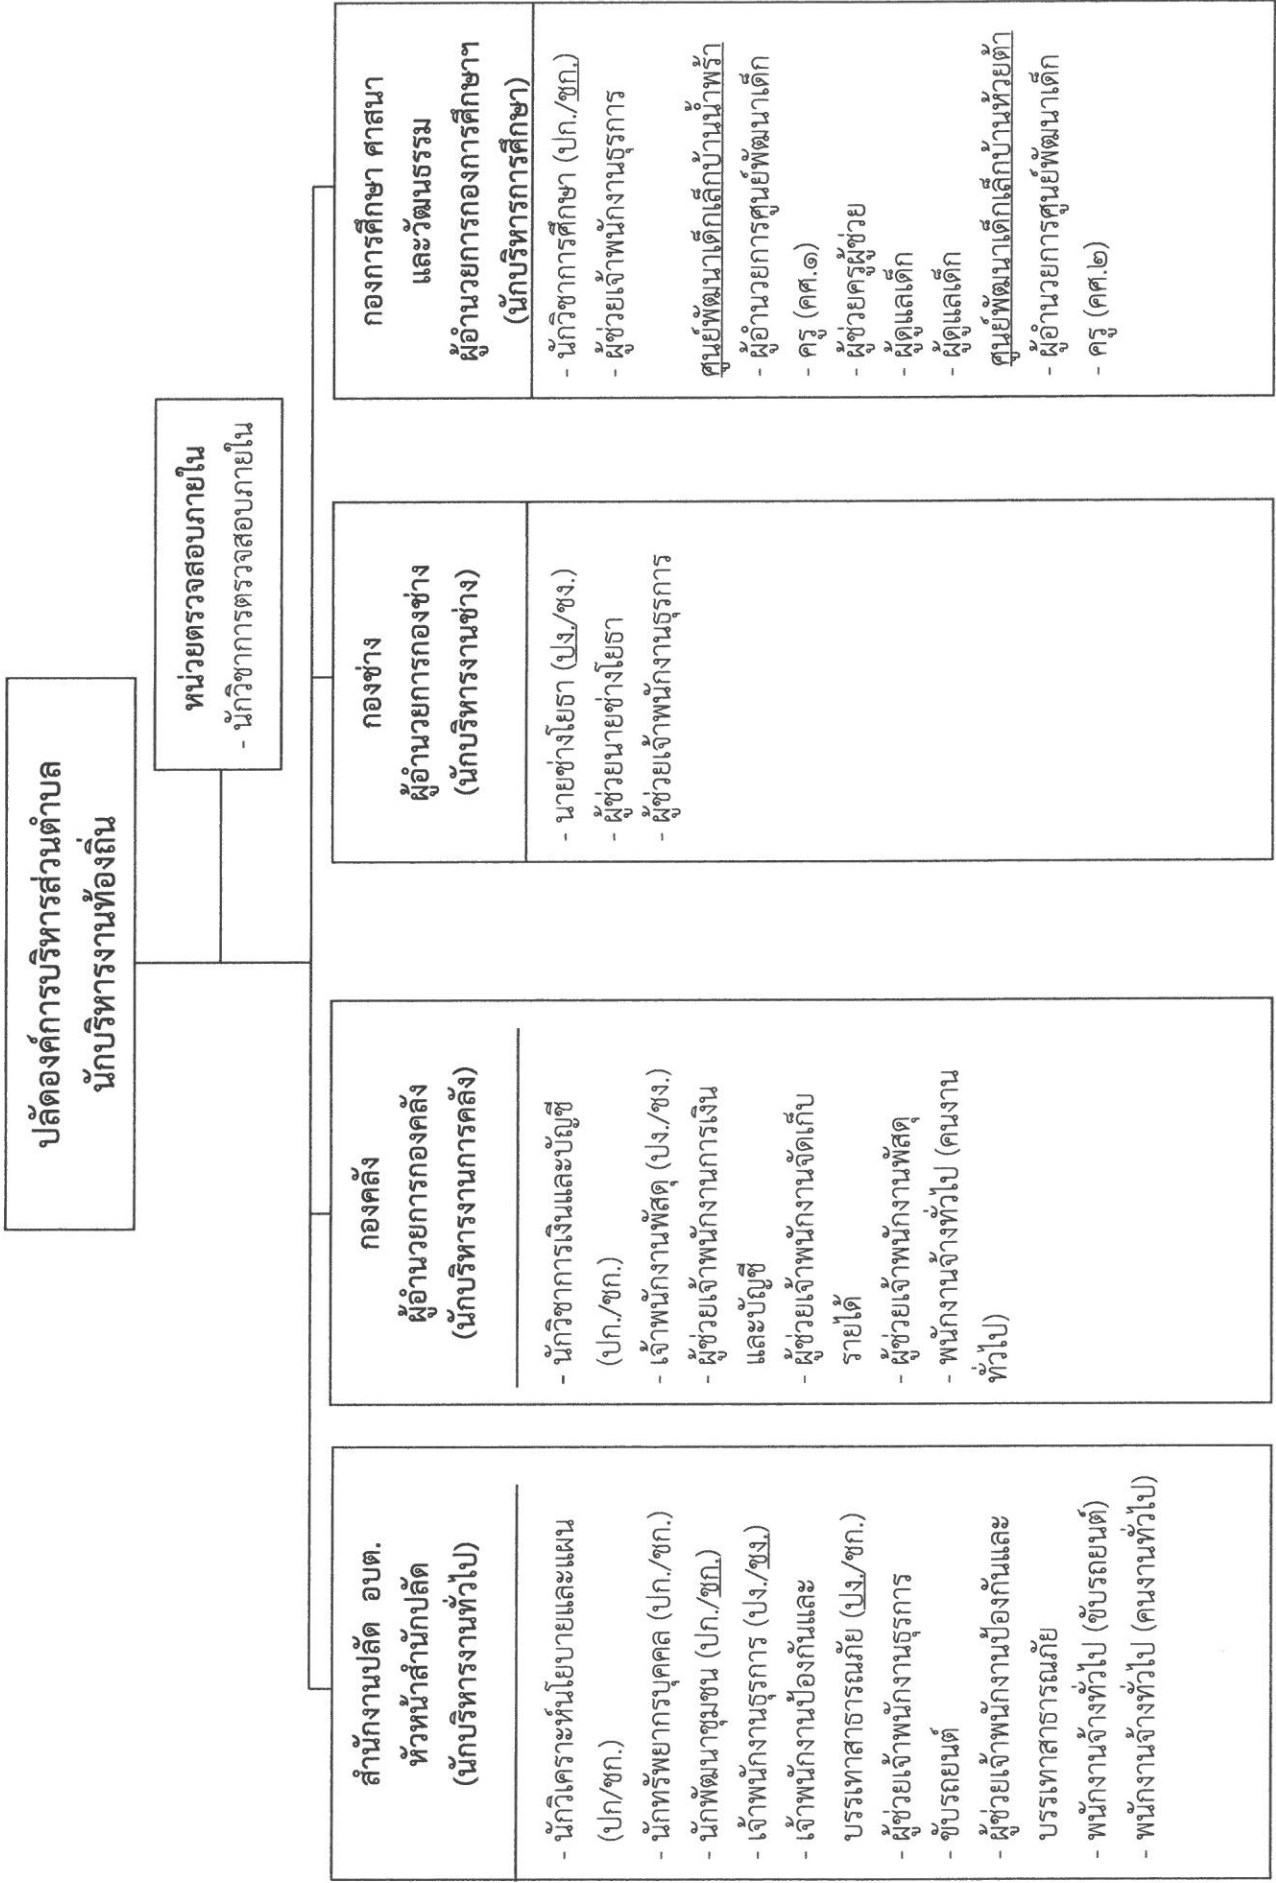 ปลัดองค์การบริหารส่วนตำบล
นักบริหารงานท้องถิ่น
หน่วยตรวจสอบภายใน
- นักวิชาการตรวจสอบภายใน
สำนักงานปลัด อบต.
หัวหน้าสำนักปลัด
(นักบริหารงานทั่วไป)
- นักวิเคราะห์นโยบายและแผน
(ปก/ชก.)
- นักทรัพยากรบุคคล (ปก./ชก.)
- นักพัฒนาชุมชน (ปก./ชก.)
- เจ้าพนักงานธุรการ (ปง./ชง.)
- เจ้าพนักงานป้องกันและ
บรรเทาสาธารณภัย (ปง./ชก.)
- ผู้ช่วยเจ้าพนักงานธุรการ
- ขับรถยนต์
- ผู้ช่วยเจ้าพนักงานป้องกันและ
บรรเทาสาธารณภัย
- พนักงานจ้างทั่วไป (ขับรถยนต์)
- พนักงานจ้างทั่วไป (คนงานทั่วไป)
กองคลัง
ผู้อำนวยการกองคลัง
(นักบริหารงานการคลัง)
- นักวิชาการเงินและบัญชี
(ปก./ชก.)
- เจ้าพนักงานพัสดุ (ปง./ชง.)
- ผู้ช่วยเจ้าพนักงานการเงิน
และบัญชี
- ผู้ช่วยเจ้าพนักงานจัดเก็บ
รายได้
- ผู้ช่วยเจ้าพนักงานพัสดุ
- พนักงานจ้างทั่วไป (คนงาน
ทั่วไป)
กองช่าง
ผู้อำนวยการกองช่าง
(นักบริหารงานช่าง)
- นายช่างโยธา (ปง./ชง.)
- ผู้ช่วยนายช่างโยธา
- ผู้ช่วยเจ้าพนักงานธุรการ
กองการศึกษา ศาสนา
และวัฒนธรรม
ผู้อำนวยการกองการศึกษาฯ
(นักบริหารการศึกษา)
- นักวิชาการศึกษา (ปก./ชก.)
- ผู้ช่วยเจ้าพนักงานธุรการ
ศูนย์พัฒนาเด็กเล็กบ้านน้ำพร้า
- ผู้อำนวยการศูนย์พัฒนาเด็ก
- ครู (คศ.๑)
- ผู้ช่วยครูผู้ช่วย
- ผู้ดูแลเด็ก
- ผู้ดูแลเด็ก
ศูนย์พัฒนาเด็กเล็กบ้านห้วยต้า
- ผู้อำนวยการศูนย์พัฒนาเด็ก
- ครู (คศ.๒)